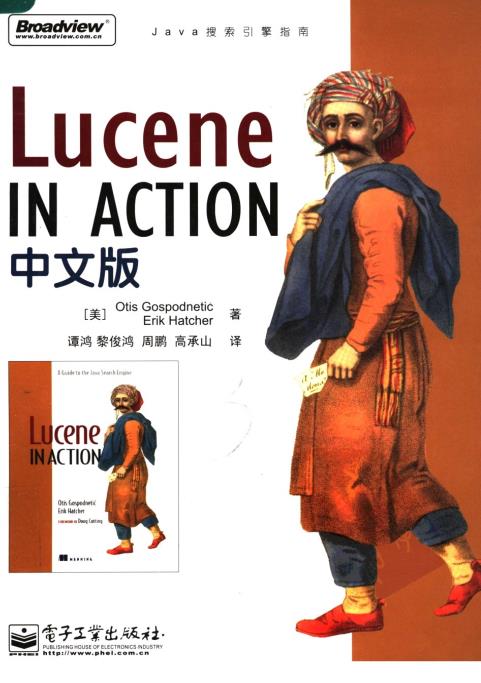 Broadview®
www.broadview.com.cn
Java搜索引擎指南
Lucene
IN ACTION
中文版
[美] Otis Gospodnetic
Erik Hatcher 著
谭鸿 黎俊鸿 周鹏 高承山 译
A Guide to the Java Search Engine
Lucene
IN ACTION
Otis Gospodnetić
Erik Hatcher
FOREWORD BY Doug Cutting
MANNING
電子工業出版社·
PUBLISHING HOUSE OF ELECTRONICS INDUSTRY
http://www.phei.com.cn